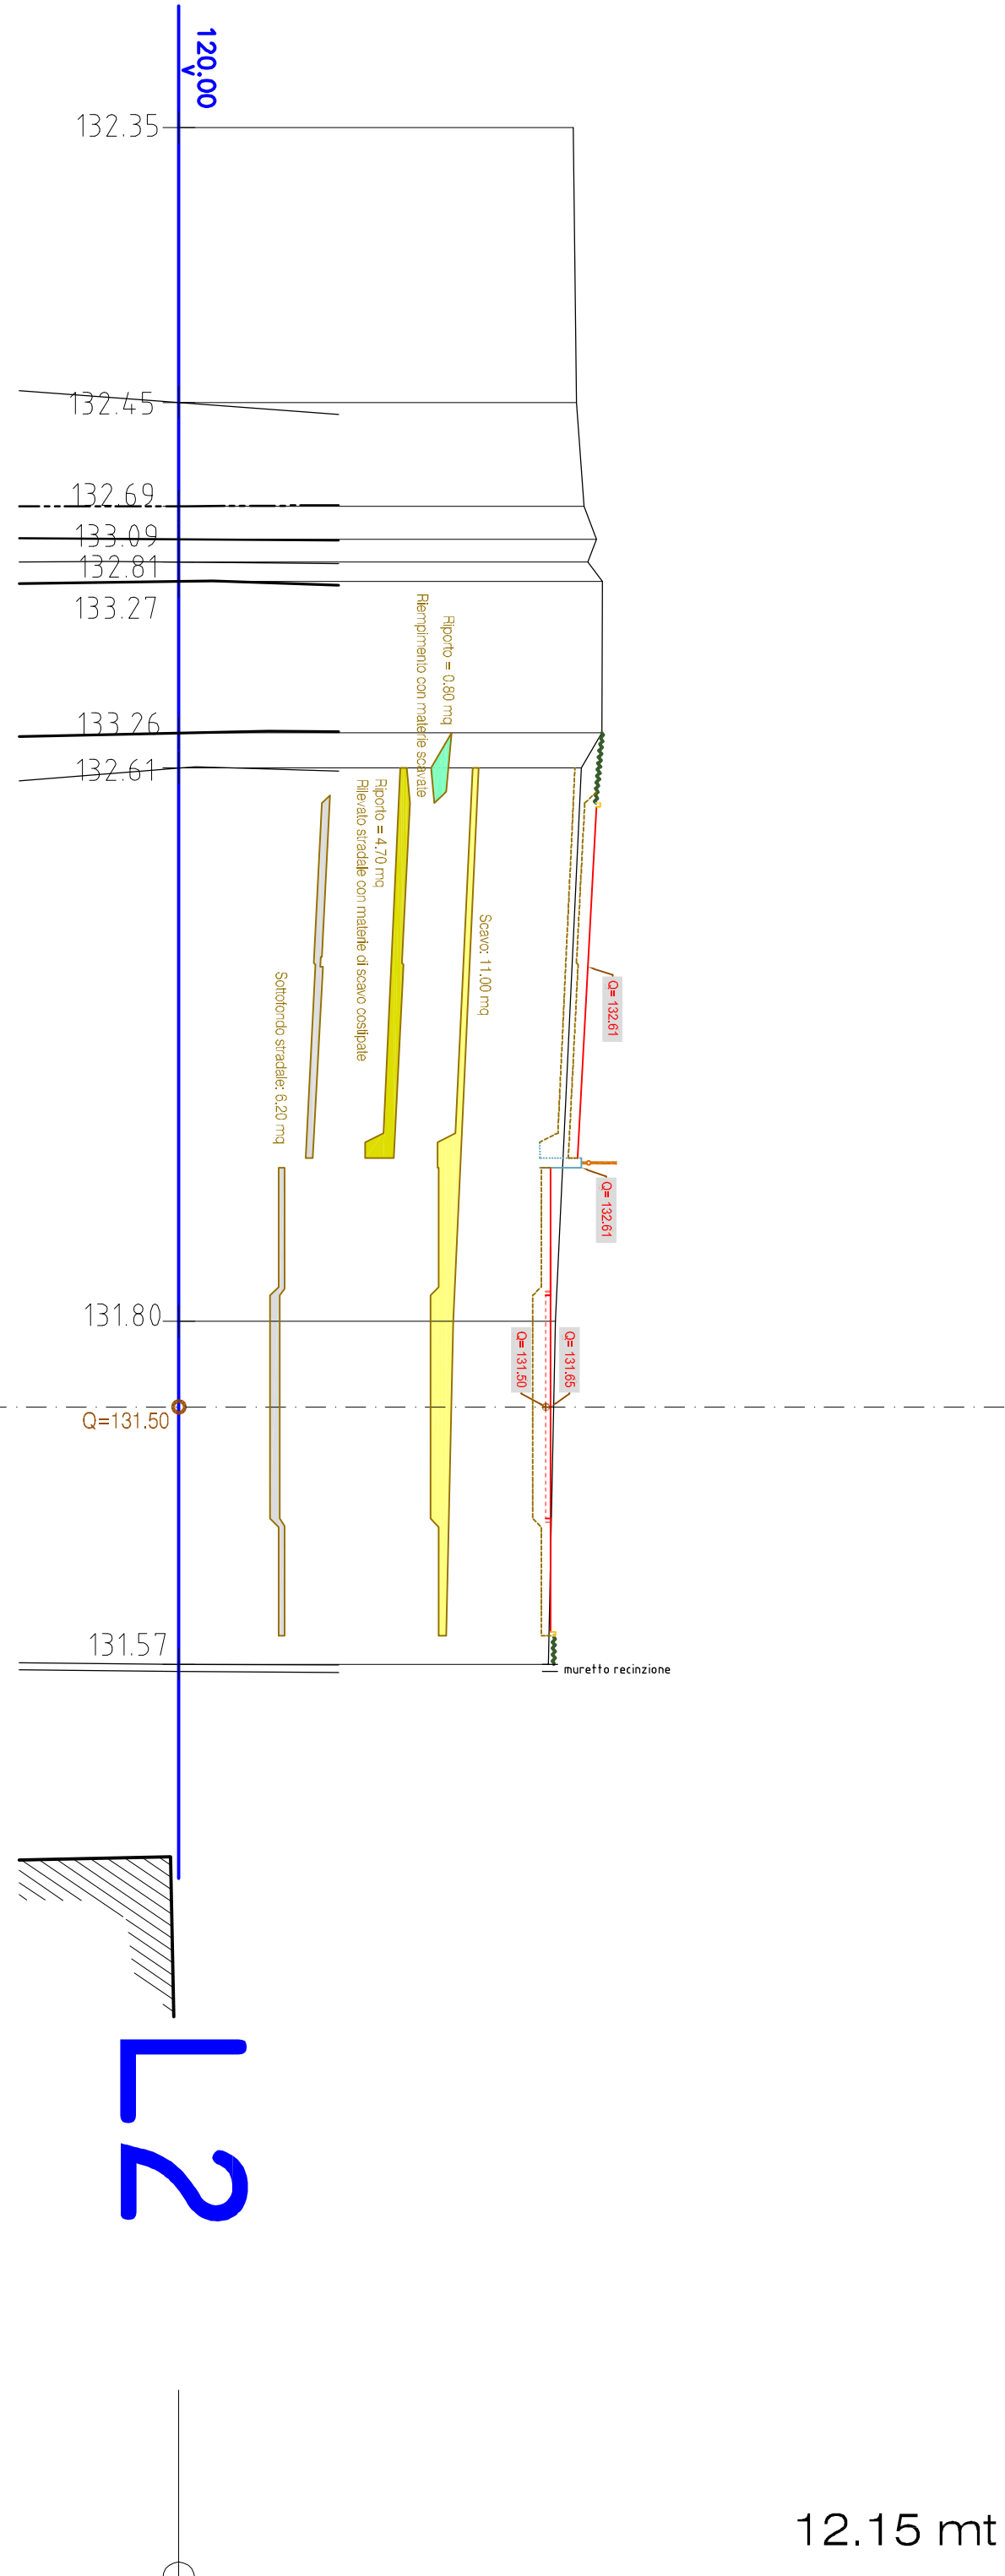 120.00
V
132.35
132.45
132.69
133.09
132.81
133.27
133.26
132.61
Riporto = 0.80 mq
Riempimento con materie scavate
Riporto = 4.70 mq
Rilevato stradale con materie di scavo costipate
Scavo: 11.00 mq
Sottofondo stradale: 6.20 mq
Q= 132.61
Q= 132.61
131.80
Q= 131.50
Q= 131.65
Q=131.50
131.57
muretto recinzione
L2
12.15 mt